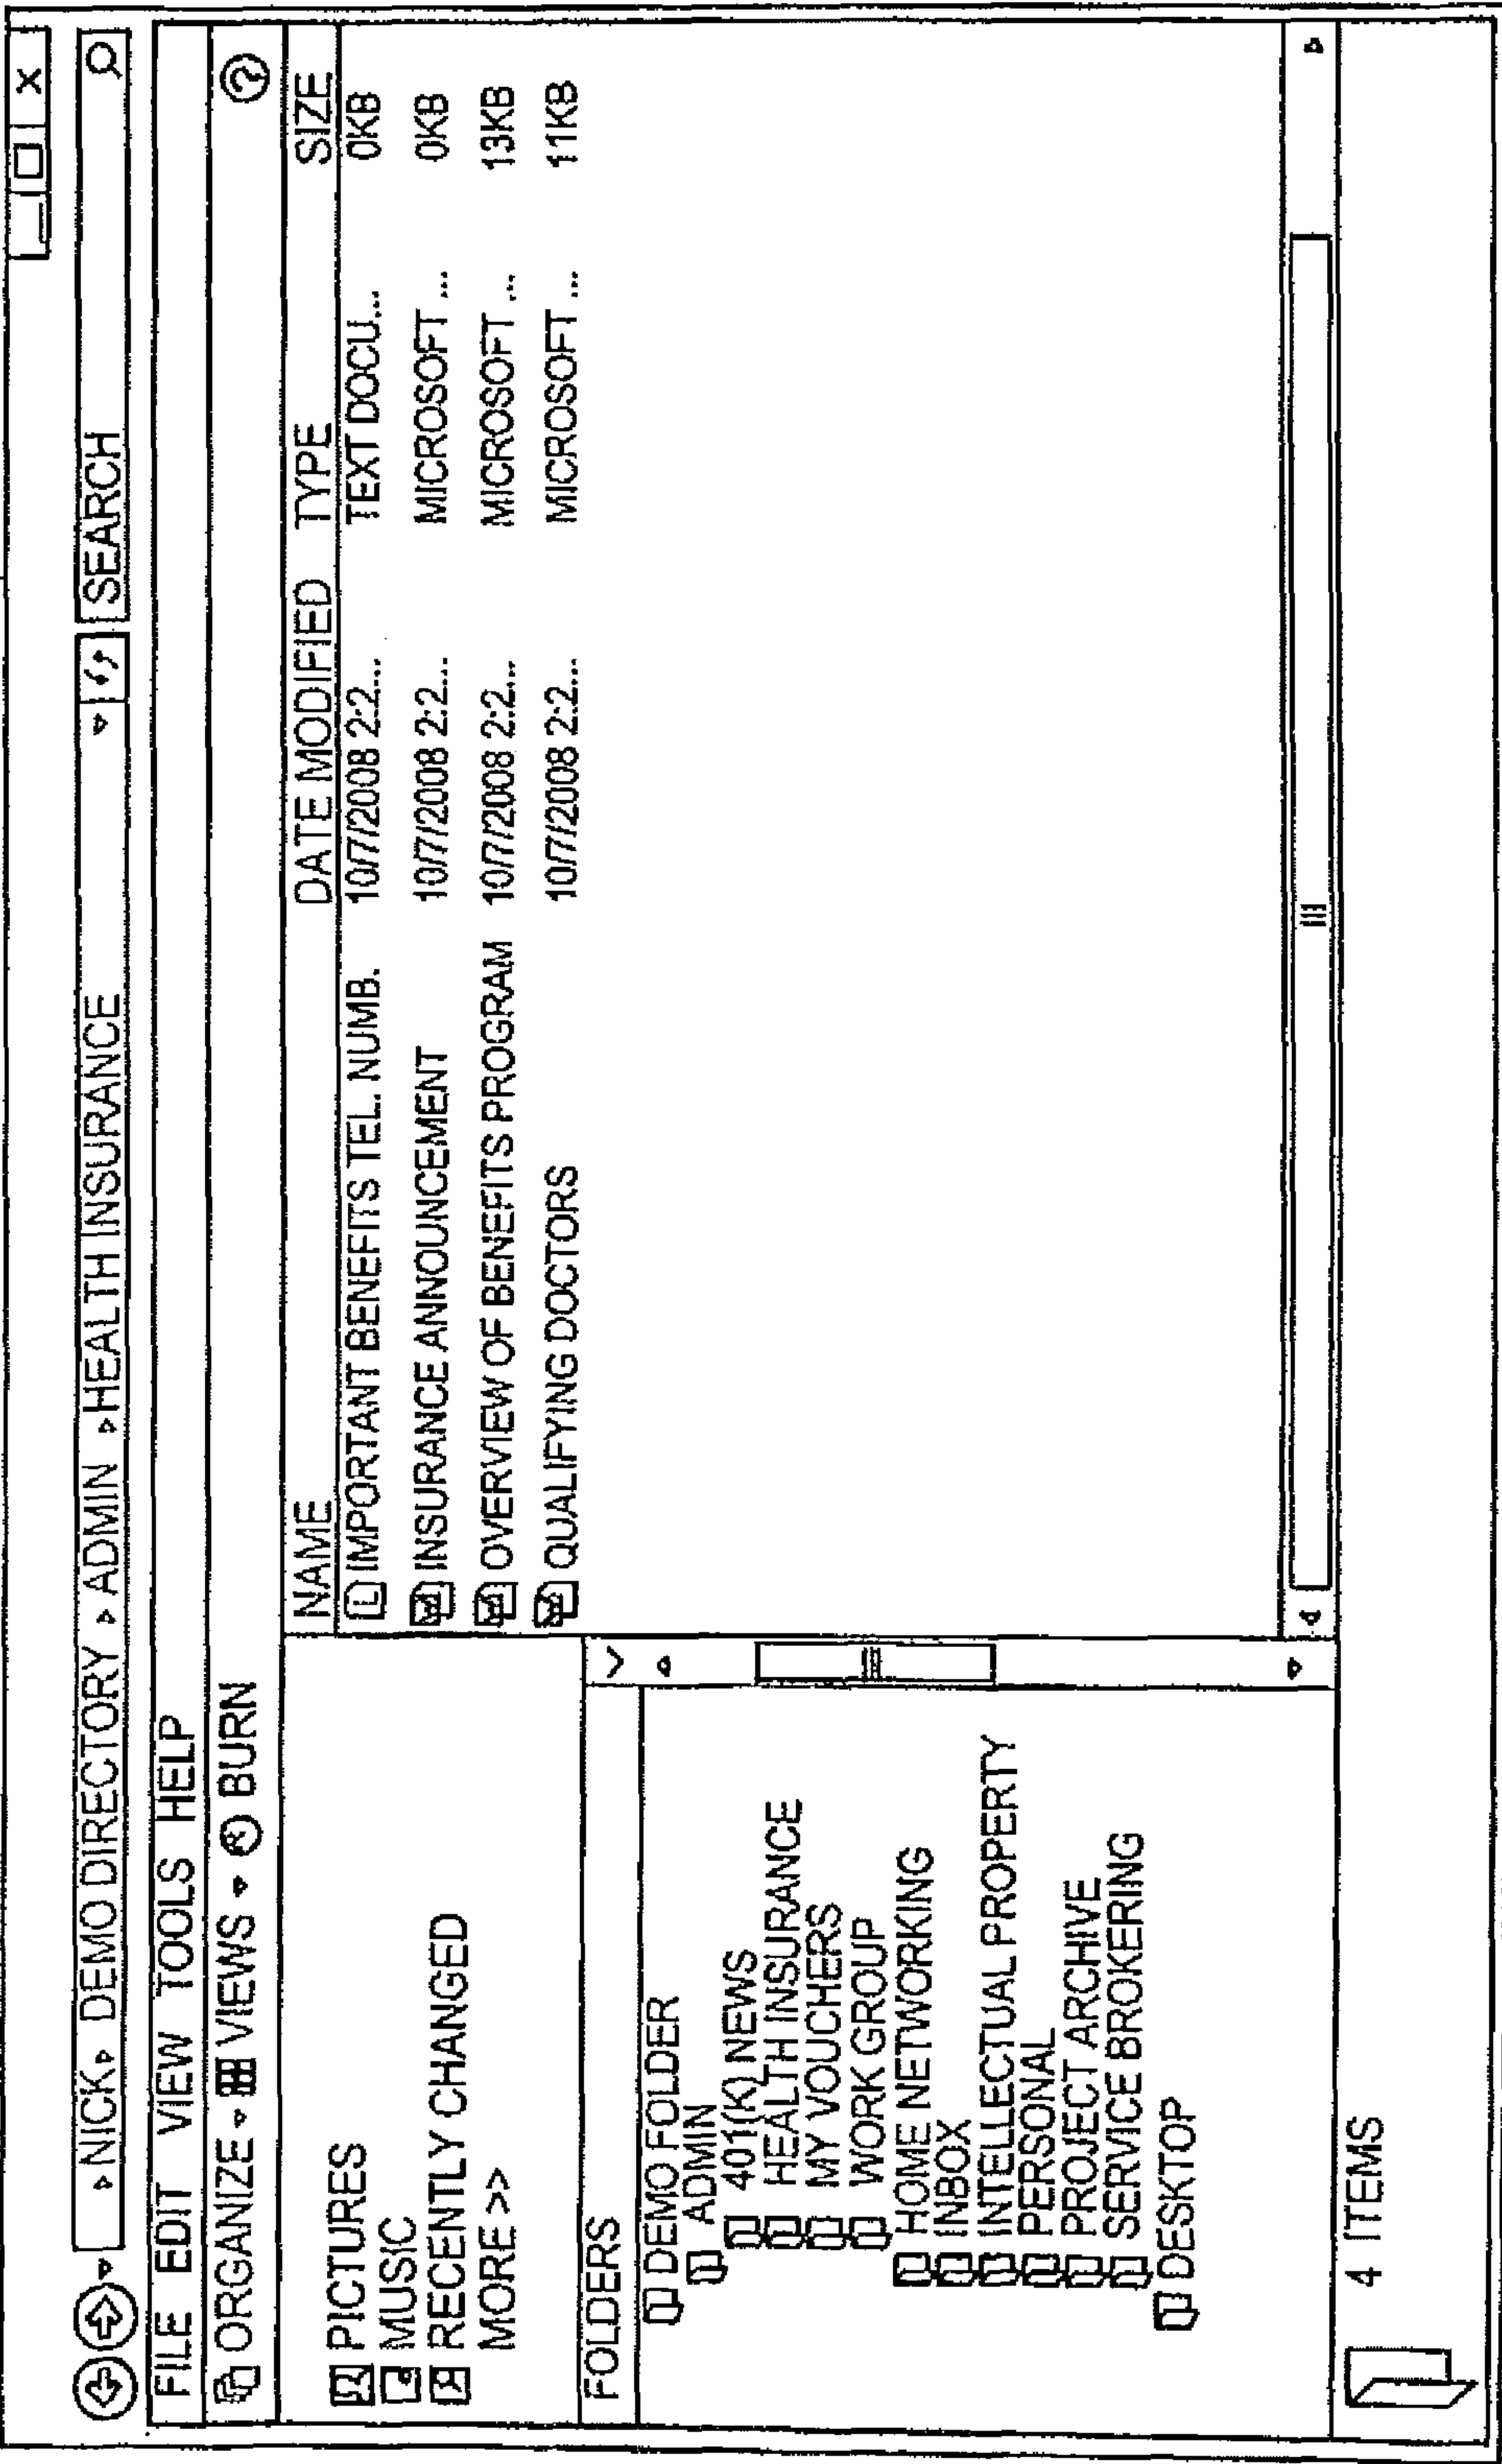 NICK DEMO DIRECTORY ADMIN HEALTH INSURANCE SEARCH
FILE EDIT VIEW TOOLS HELP
ORGANIZE VIEWS BURN
PICTURES
MUSIC
RECENTLY CHANGED
MORE >>
FOLDERS
DEMO FOLDER
ADMIN
401(K) NEWS
HEALTH INSURANCE
MY VOUCHERS
WORK GROUP
HOME NETWORKING
INBOX
INTELLECTUAL PROPERTY
PERSONAL
PROJECT ARCHIVE
SERVICE BROKERING
DESKTOP
NAME DATE MODIFIED TYPE SIZE
IMPORTANT BENEFITS TEL. NUMB. 10/7/2008 2:2... TEXT DOCU... 0KB
INSURANCE ANNOUNCEMENT 10/7/2008 2:2... MICROSOFT ... 0KB
OVERVIEW OF BENEFITS PROGRAM 10/7/2008 2:2... MICROSOFT ... 13KB
QUALIFYING DOCTORS 10/7/2008 2:2... MICROSOFT ... 11KB
4 ITEMS